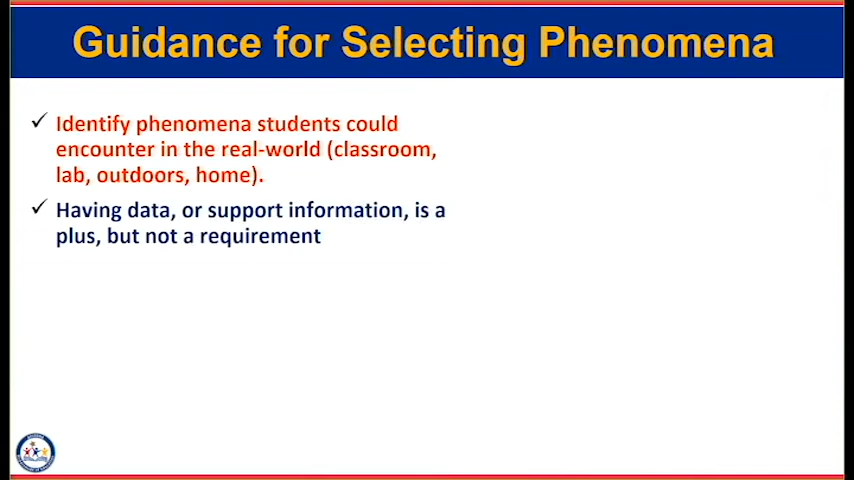 Guidance for Selecting Phenomena
✓ Identify phenomena students could
encounter in the real-world (classroom,
lab, outdoors, home).
✓ Having data, or support information, is a
plus, but not a requirement